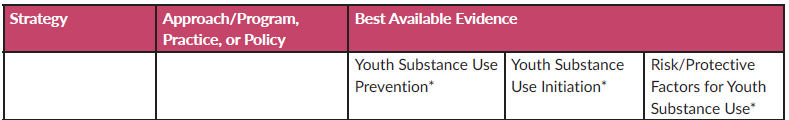 Strategy
Approach/Program,
Practice, or Policy
Best Available Evidence
Youth Substance Use
Prevention*
Youth Substance
Use Initiation*
Risk/Protective
Factors for Youth
Substance Use*